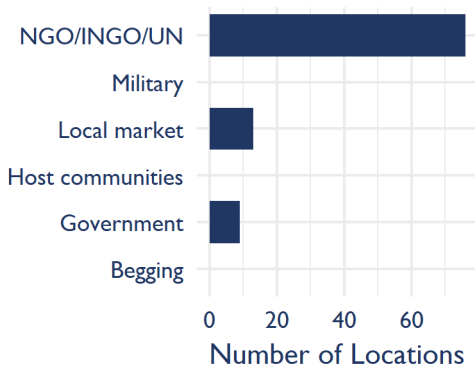 NGO/INGO/UN
Military
Local market
Host communities
Government
Begging
0 20 40 60
Number of Locations